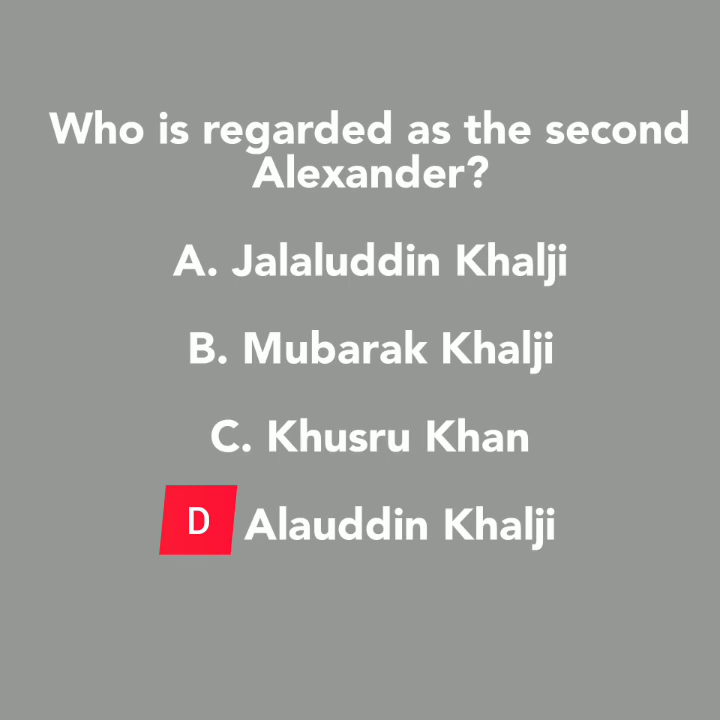 Who is regarded as the second
Alexander?
A. Jalaluddin Khalji
B. Mubarak Khalji
C. Khusru Khan
D Alauddin Khalji